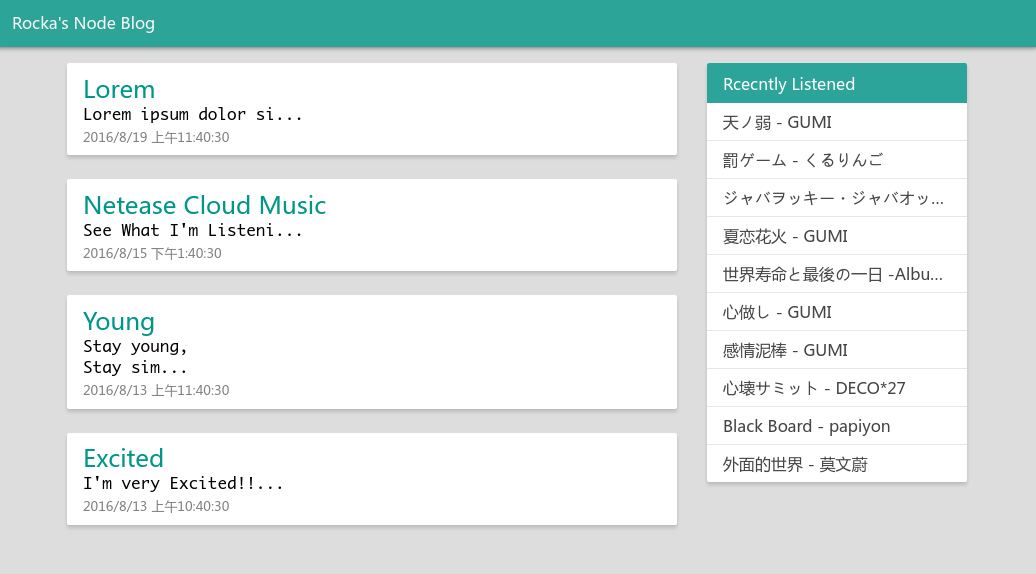 Rocka's Node Blog
Lorem
Lorem ipsum dolor si...
2016/8/19 上午11:40:30
Netease Cloud Music
See What I'm Listeni...
2016/8/15 下午1:40:30
Young
Stay young,
Stay sim...
2016/8/13 上午11:40:30
Excited
I'm very Excited!!...
2016/8/13 上午10:40:30
Rcecntly Listened
天ノ弱 - GUMI
罰ゲーム - くるりんご
ジャバヲッキー・ジャバオッ...
夏恋花火 - GUMI
世界寿命と最後の一日 -Albu...
心做し - GUMI
感情泥棒 - GUMI
心壊サミット - DECO*27
Black Board - papiyon
外面的世界 - 莫文蔚